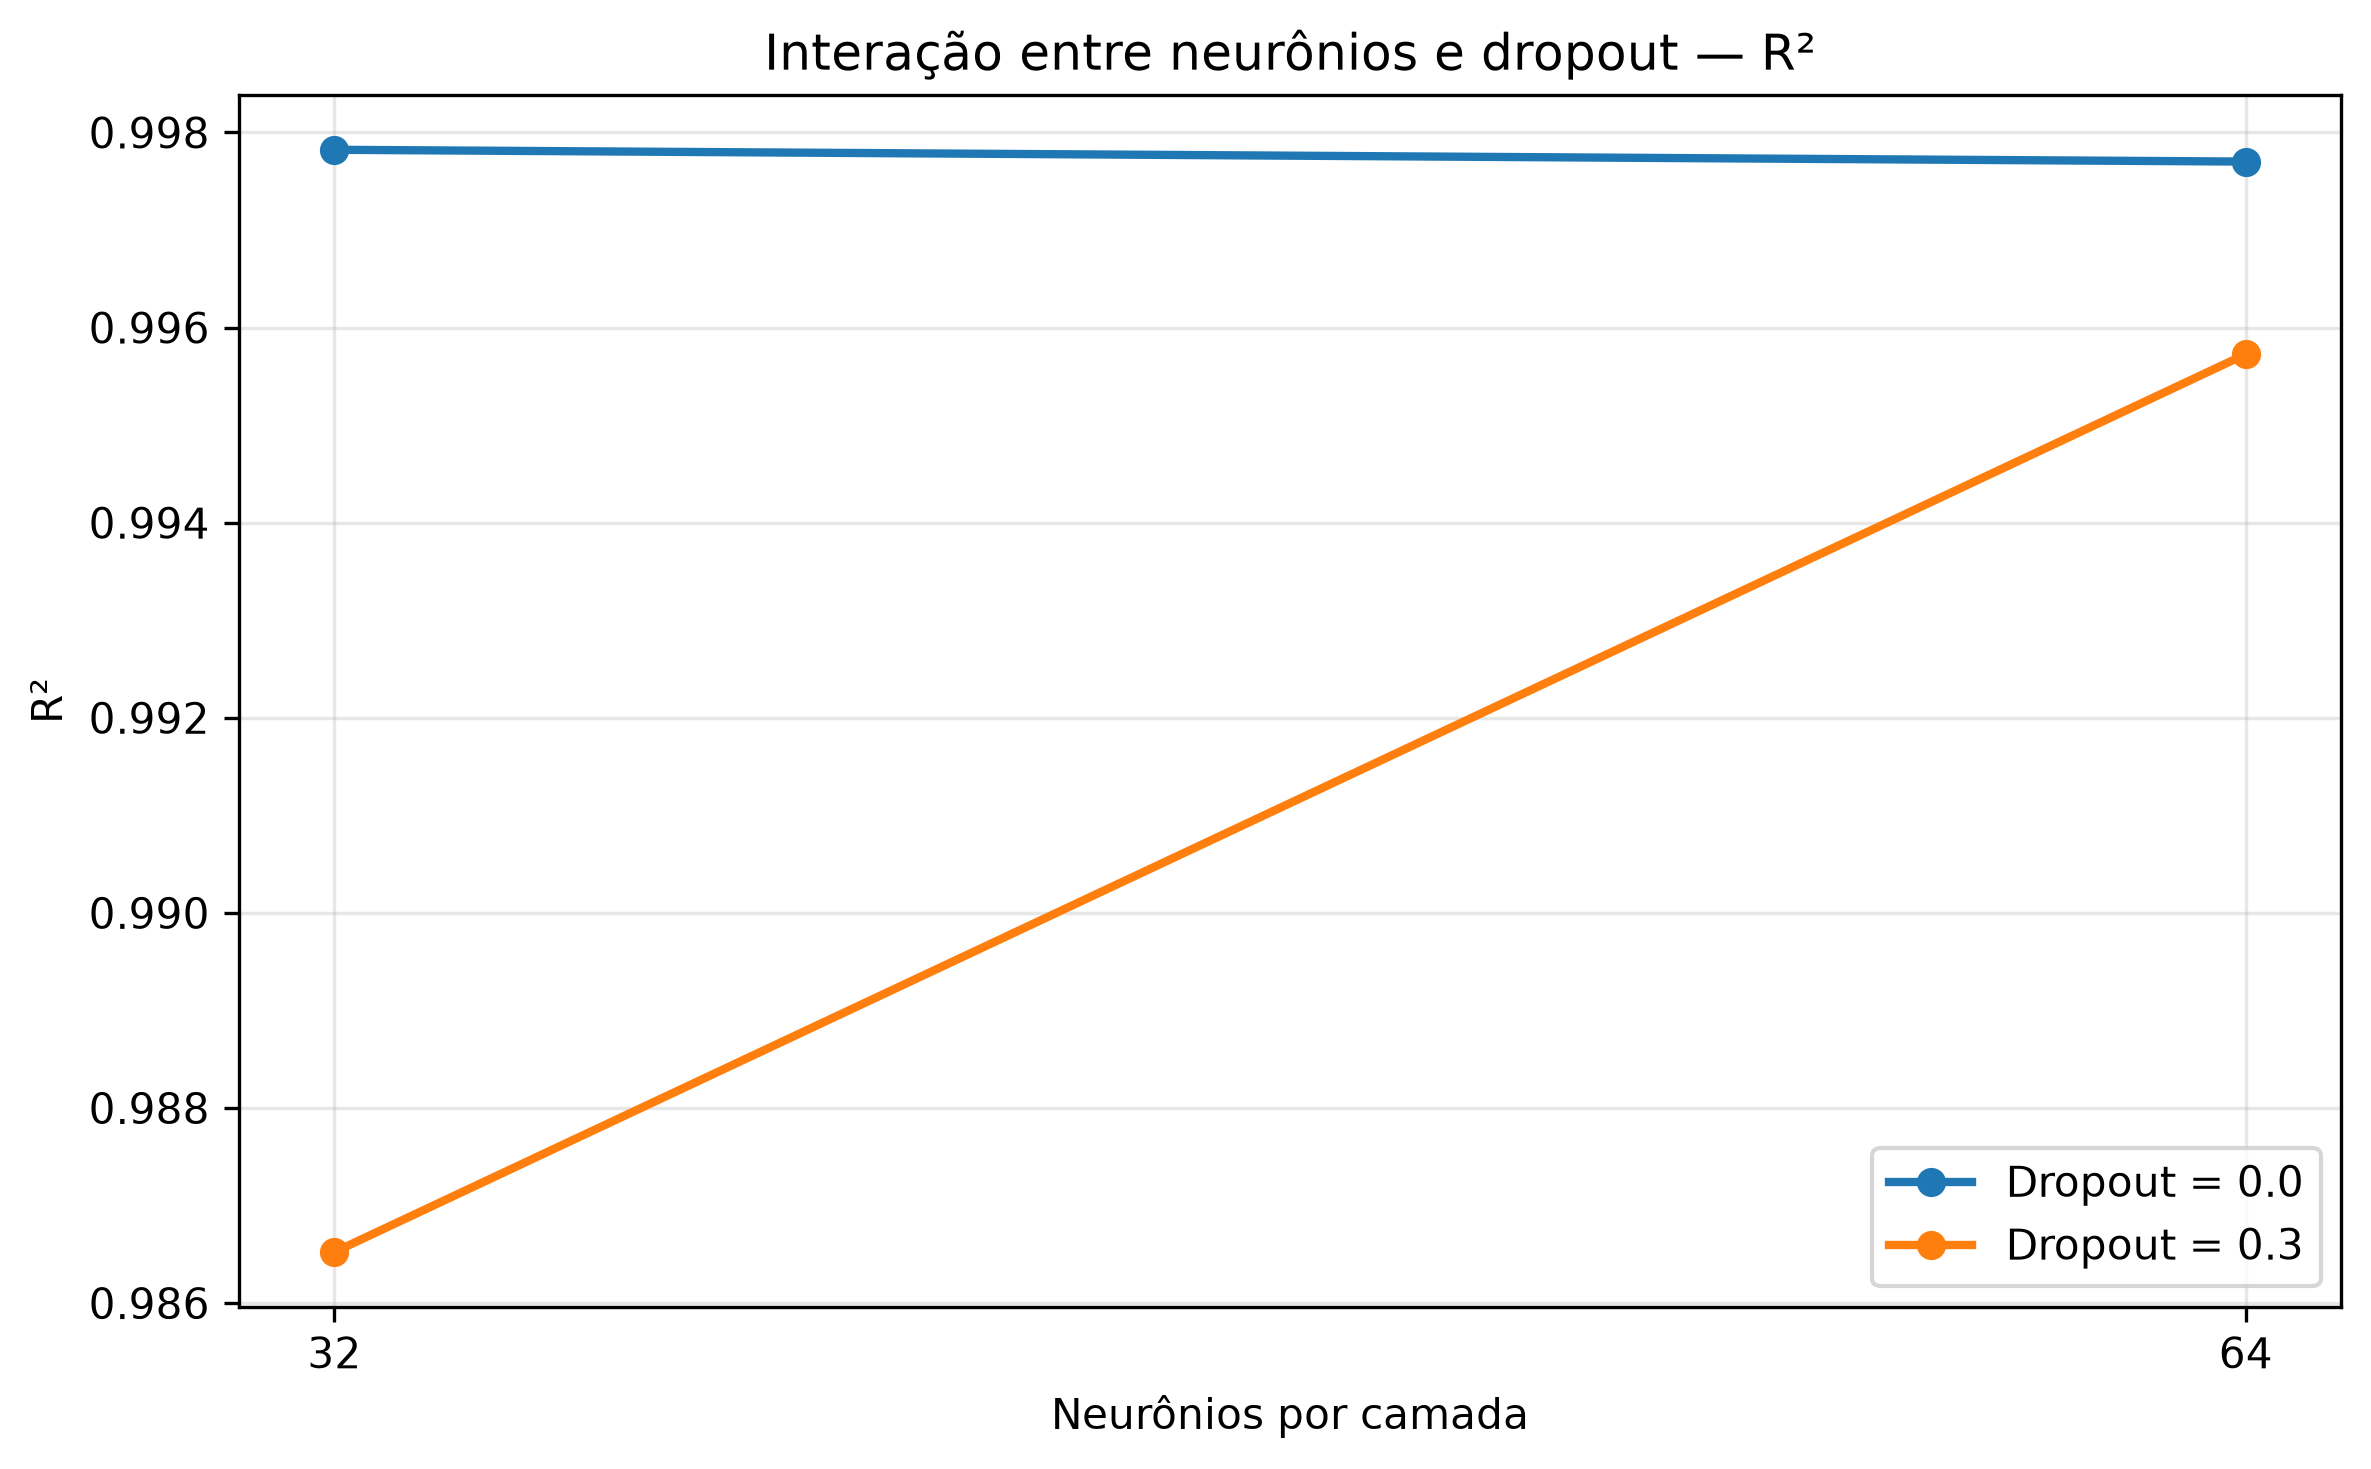 Interação entre neurônios e dropout — R²
0.998
0.996
0.994
0.992
0.990
0.988
0.986
R²
32
64
Neurônios por camada
Dropout = 0.0
Dropout = 0.3